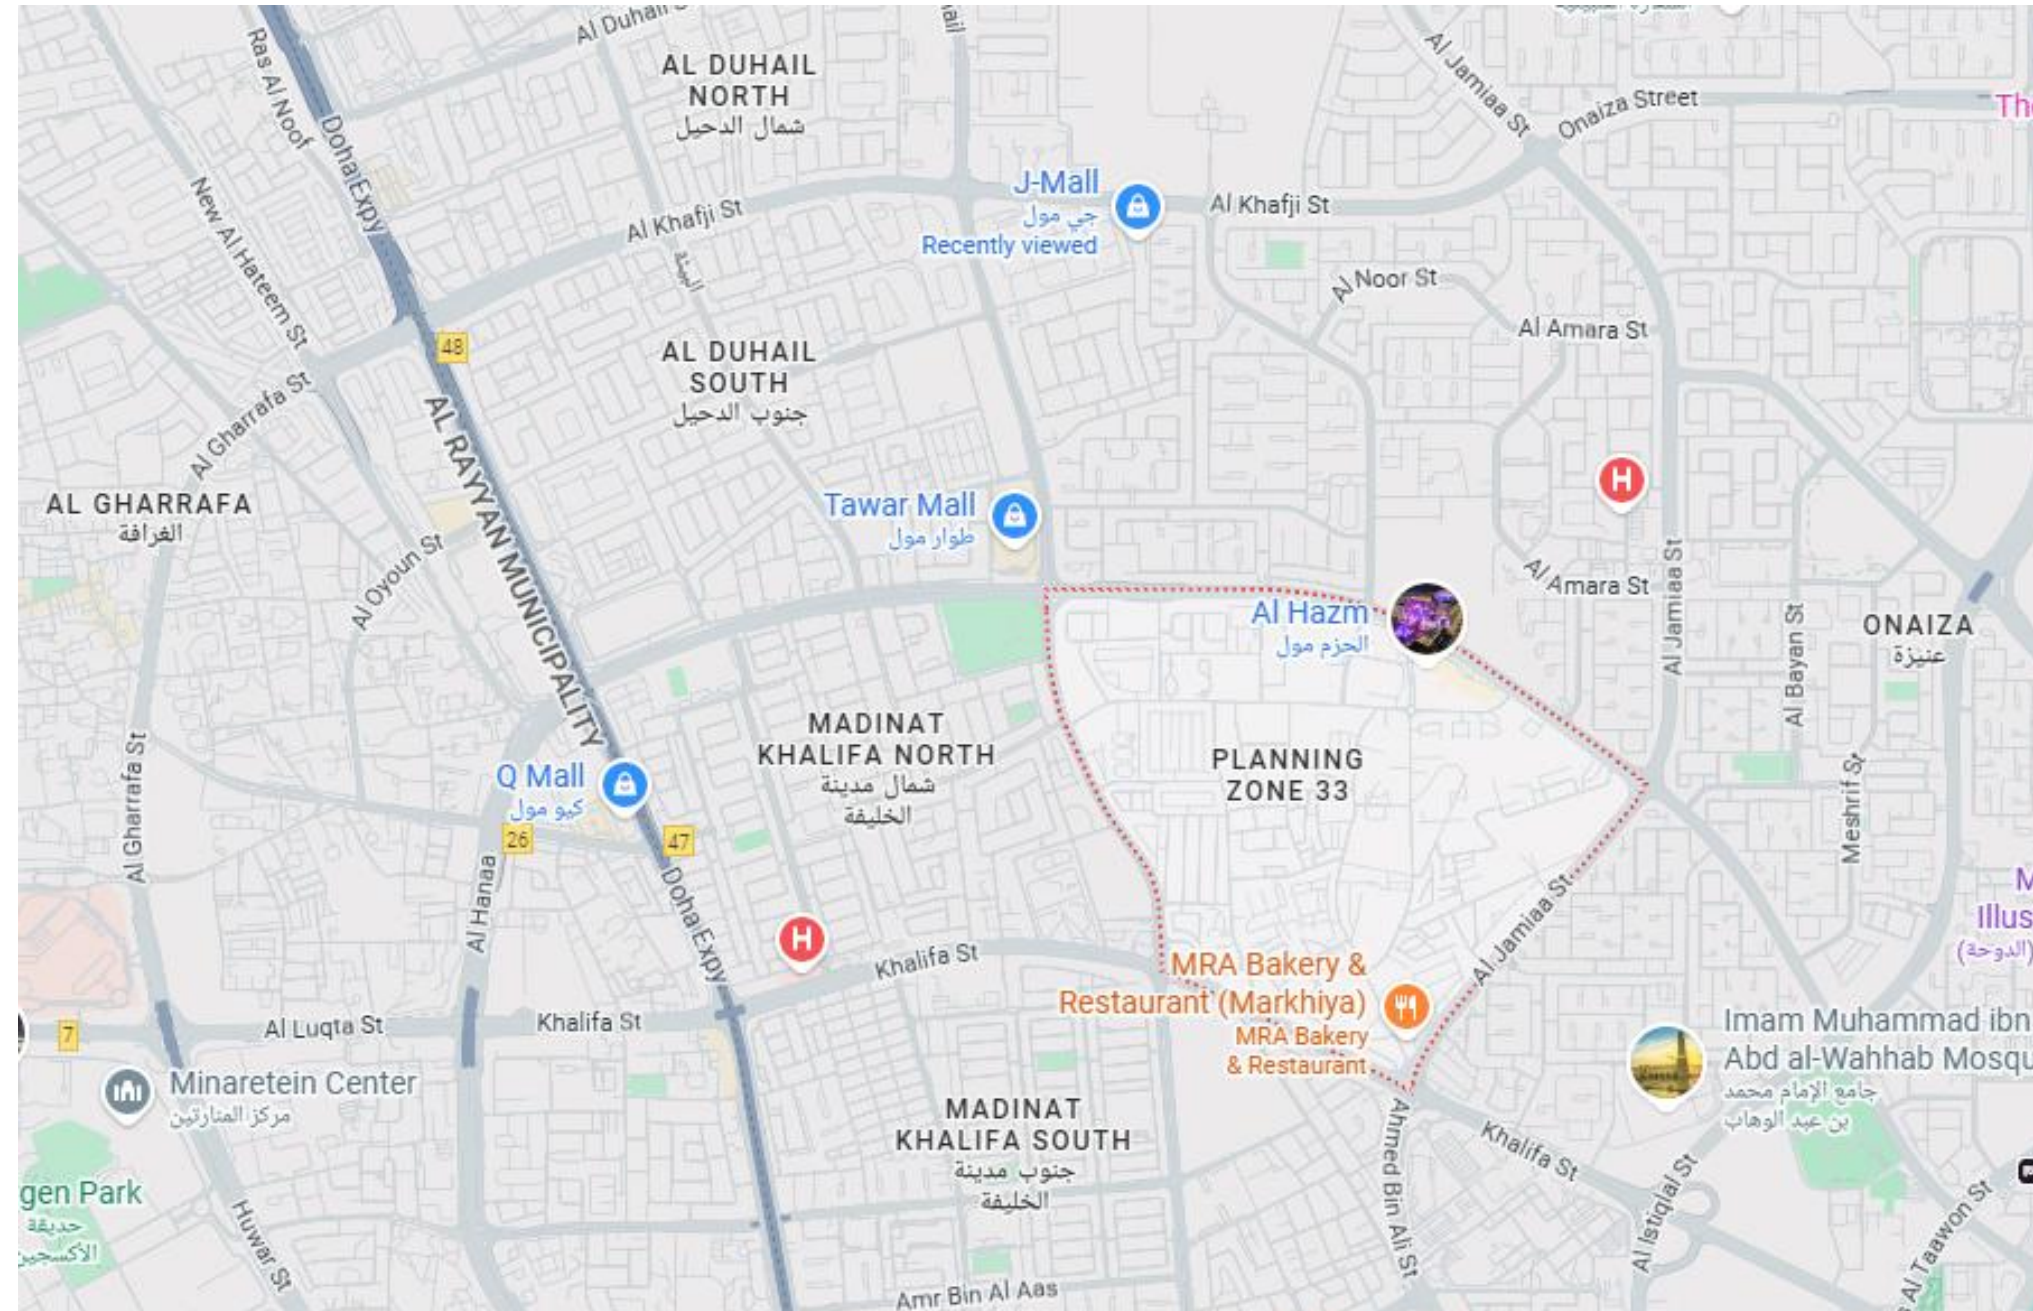 Al Duhail S
Ras Al Noof
AL DUHAIL
NORTH
شمال الدحيل
Al Jamiaa St
Onaiza Street
Doha Expy
New Al Hateem St
J-Mall
جي مول
Recently viewed
Al Khafji St
Al Khafji St
Al Noor St
Al Amara St
48
AL DUHAIL
SOUTH
جنوب الدحيل
Al Gharrafa St
AL RAYYAN MUNICIPALITY
AL GHARRAFA
الغرافة
Tawar Mall
طوار مول
H
Al Oyoun St
Al Amara St
Al Jamiaa St
Al Bayan St
ONAIZA
عنيزة
Al Hazm
الحزم مول
MADINAT
KHALIFA NORTH
شمال مدينة
الخليفة
PLANNING
ZONE 33
Q Mall
كيو مول
26
47
Al Gharrafa St
Meshrif St
Al Hanaa
Doha Expy
H
Khalifa St
Al Jamiaa St
Illus
(الدوحة)
MRA Bakery &
Restaurant (Markhiya)
MRA Bakery
& Restaurant
7
Al Luqta St
Khalifa St
Imam Muhammad ibn
Abd al-Wahhab Mosqu
جامع الإمام محمد
بن عبد الوهاب
Minaretein Center
مركز المنارتين
MADINAT
KHALIFA SOUTH
جنوب مدينة
الخليفة
Ahmed Bin Ali St
Khalifa St
gen Park
حديقة
الأكسجين
Huwar St
Al Istiqlal St
Al Taawon St
Amr Bin Al Aas